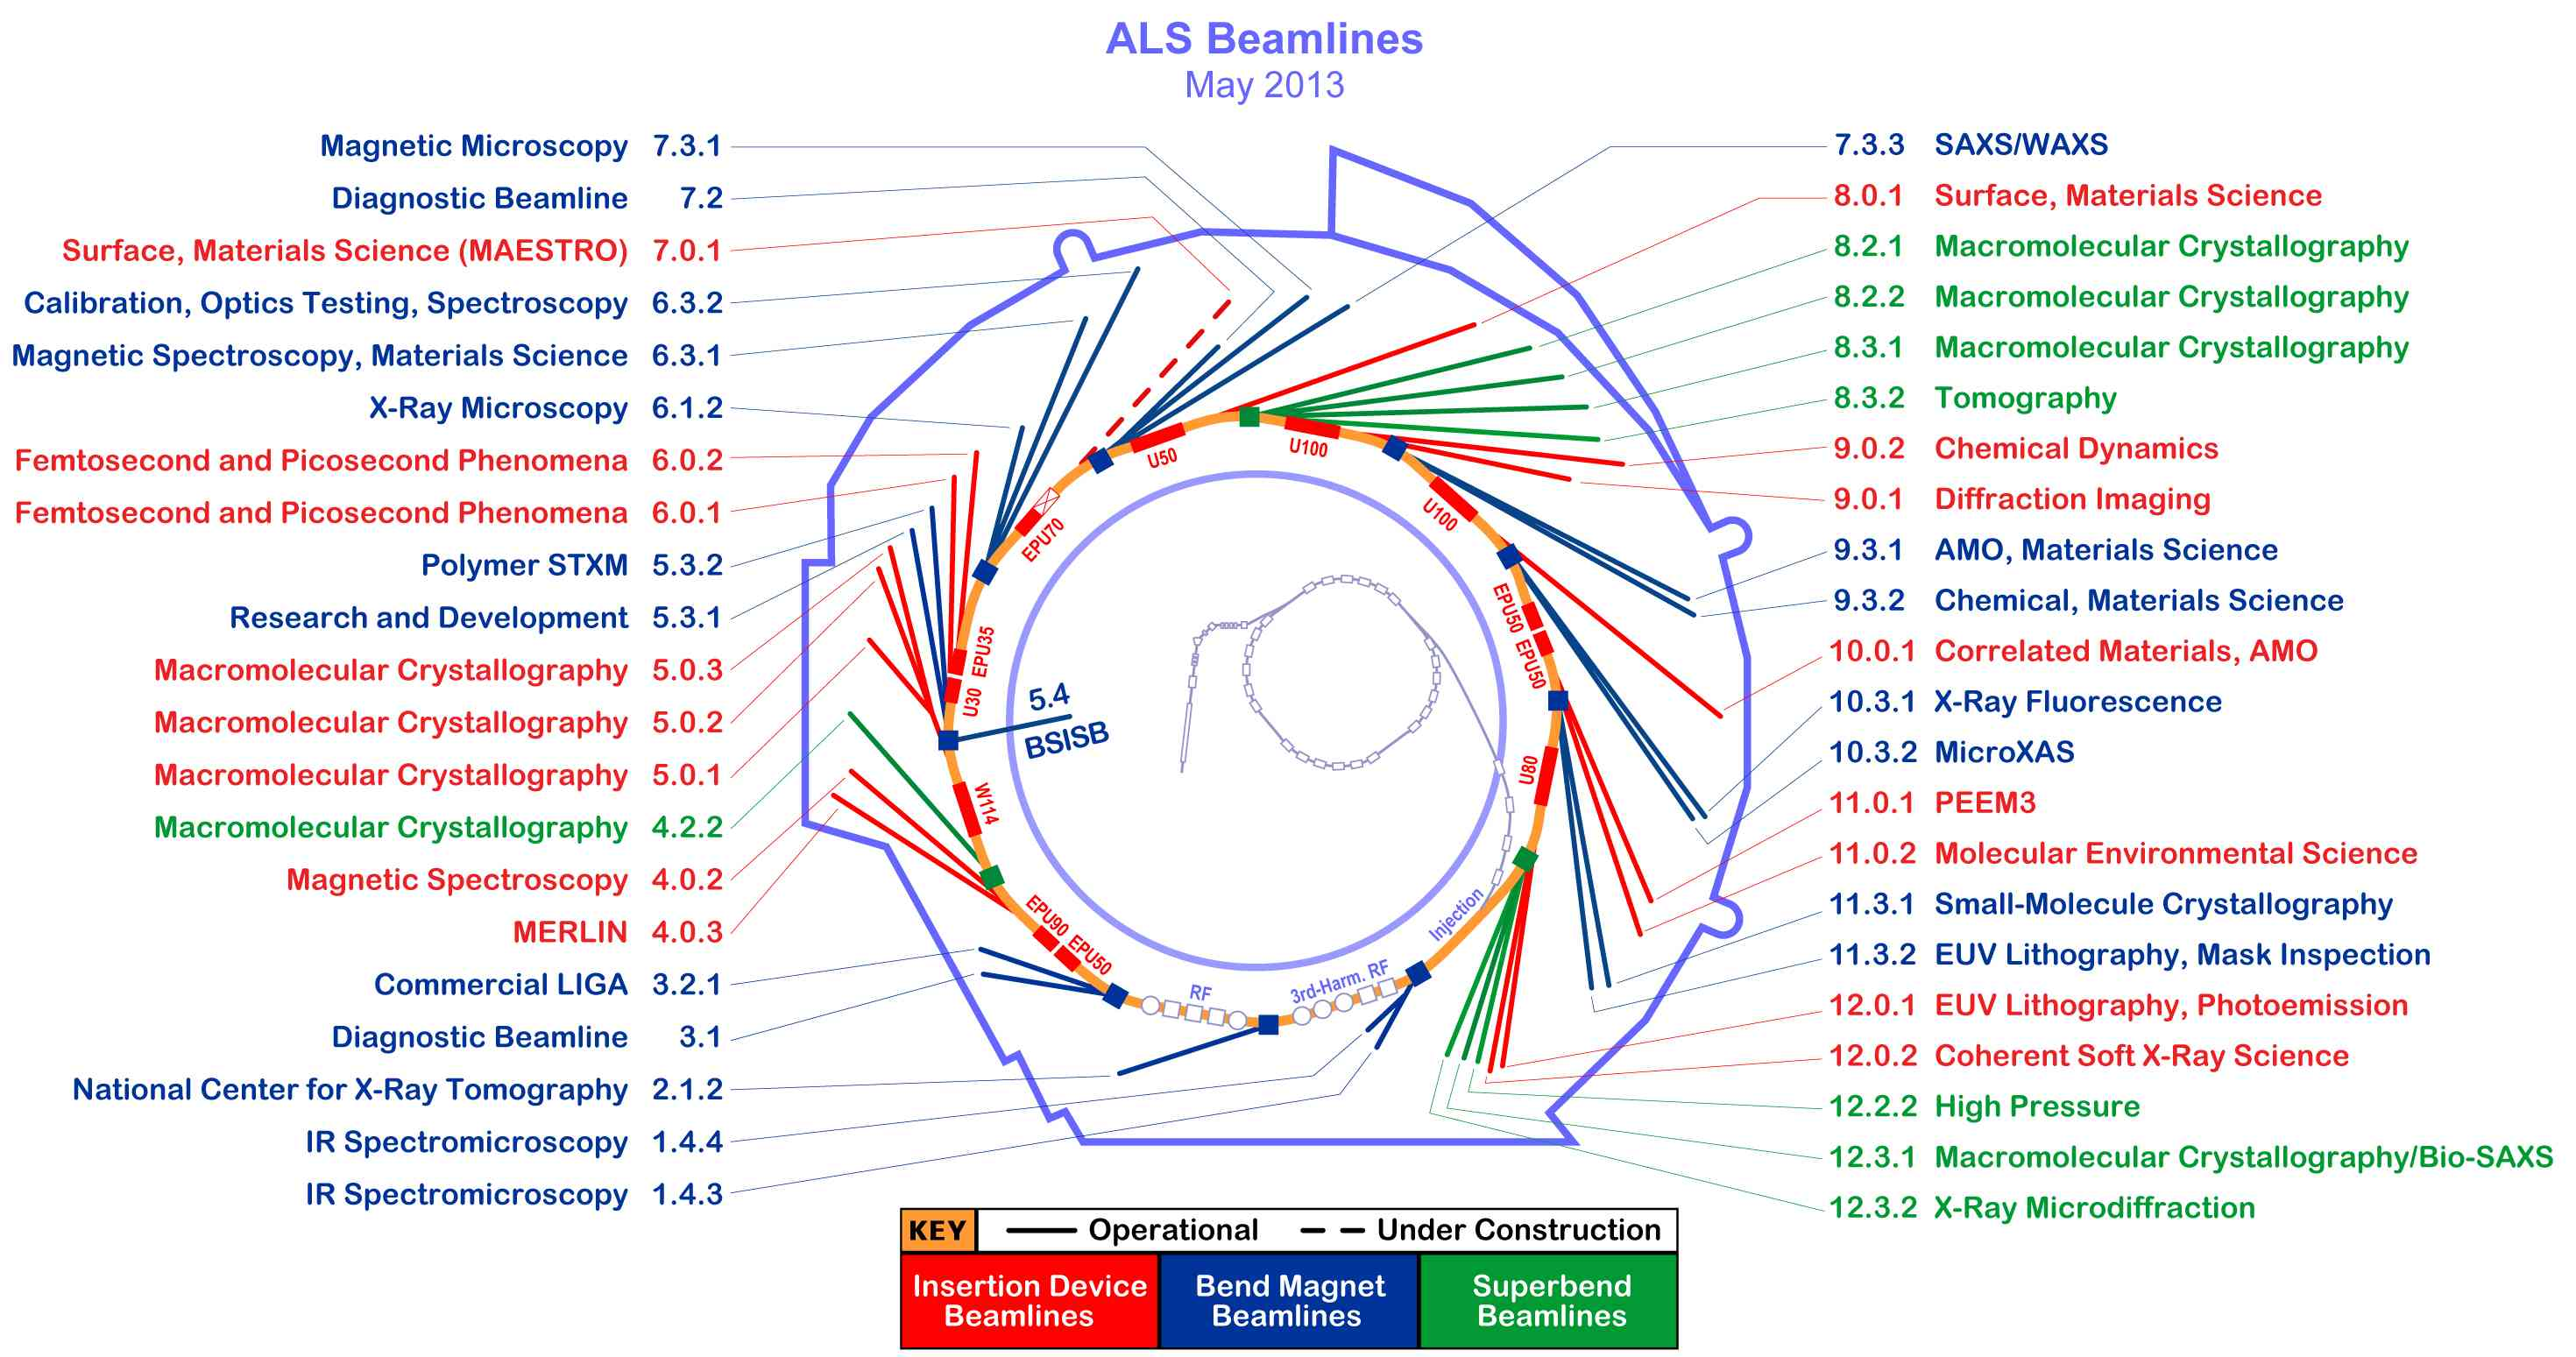 ALS Beamlines
May 2013
Magnetic Microscopy 7.3.1
Diagnostic Beamline 7.2
Surface, Materials Science (MAESTRO) 7.0.1
Calibration, Optics Testing, Spectroscopy 6.3.2
Magnetic Spectroscopy, Materials Science 6.3.1
X-Ray Microscopy 6.1.2
Femtosecond and Picosecond Phenomena 6.0.2
Femtosecond and Picosecond Phenomena 6.0.1
Polymer STXM 5.3.2
Research and Development 5.3.1
Macromolecular Crystallography 5.0.3
Macromolecular Crystallography 5.0.2
Macromolecular Crystallography 5.0.1
Macromolecular Crystallography 4.2.2
Magnetic Spectroscopy 4.0.2
MERLIN 4.0.3
Commercial LIGA 3.2.1
Diagnostic Beamline 3.1
National Center for X-Ray Tomography 2.1.2
IR Spectromicroscopy 1.4.4
IR Spectromicroscopy 1.4.3
U50
U100
U100
EPU50 EPU50
U80
Injection
3rd-Harm. RF
RF
EPU90 EPU50
W114
U30 EPU35
EPU70
5.4
BSISB
7.3.3 SAXS/WAXS
8.0.1 Surface, Materials Science
8.2.1 Macromolecular Crystallography
8.2.2 Macromolecular Crystallography
8.3.1 Macromolecular Crystallography
8.3.2 Tomography
9.0.2 Chemical Dynamics
9.0.1 Diffraction Imaging
9.3.1 AMO, Materials Science
9.3.2 Chemical, Materials Science
10.0.1 Correlated Materials, AMO
10.3.1 X-Ray Fluorescence
10.3.2 MicroXAS
11.0.1 PEEM3
11.0.2 Molecular Environmental Science
11.3.1 Small-Molecule Crystallography
11.3.2 EUV Lithography, Mask Inspection
12.0.1 EUV Lithography, Photoemission
12.0.2 Coherent Soft X-Ray Science
12.2.2 High Pressure
12.3.1 Macromolecular Crystallography/Bio-SAXS
12.3.2 X-Ray Microdiffraction
KEY Operational Under Construction
Insertion Device
Beamlines
Bend Magnet
Beamlines
Superbend
Beamlines